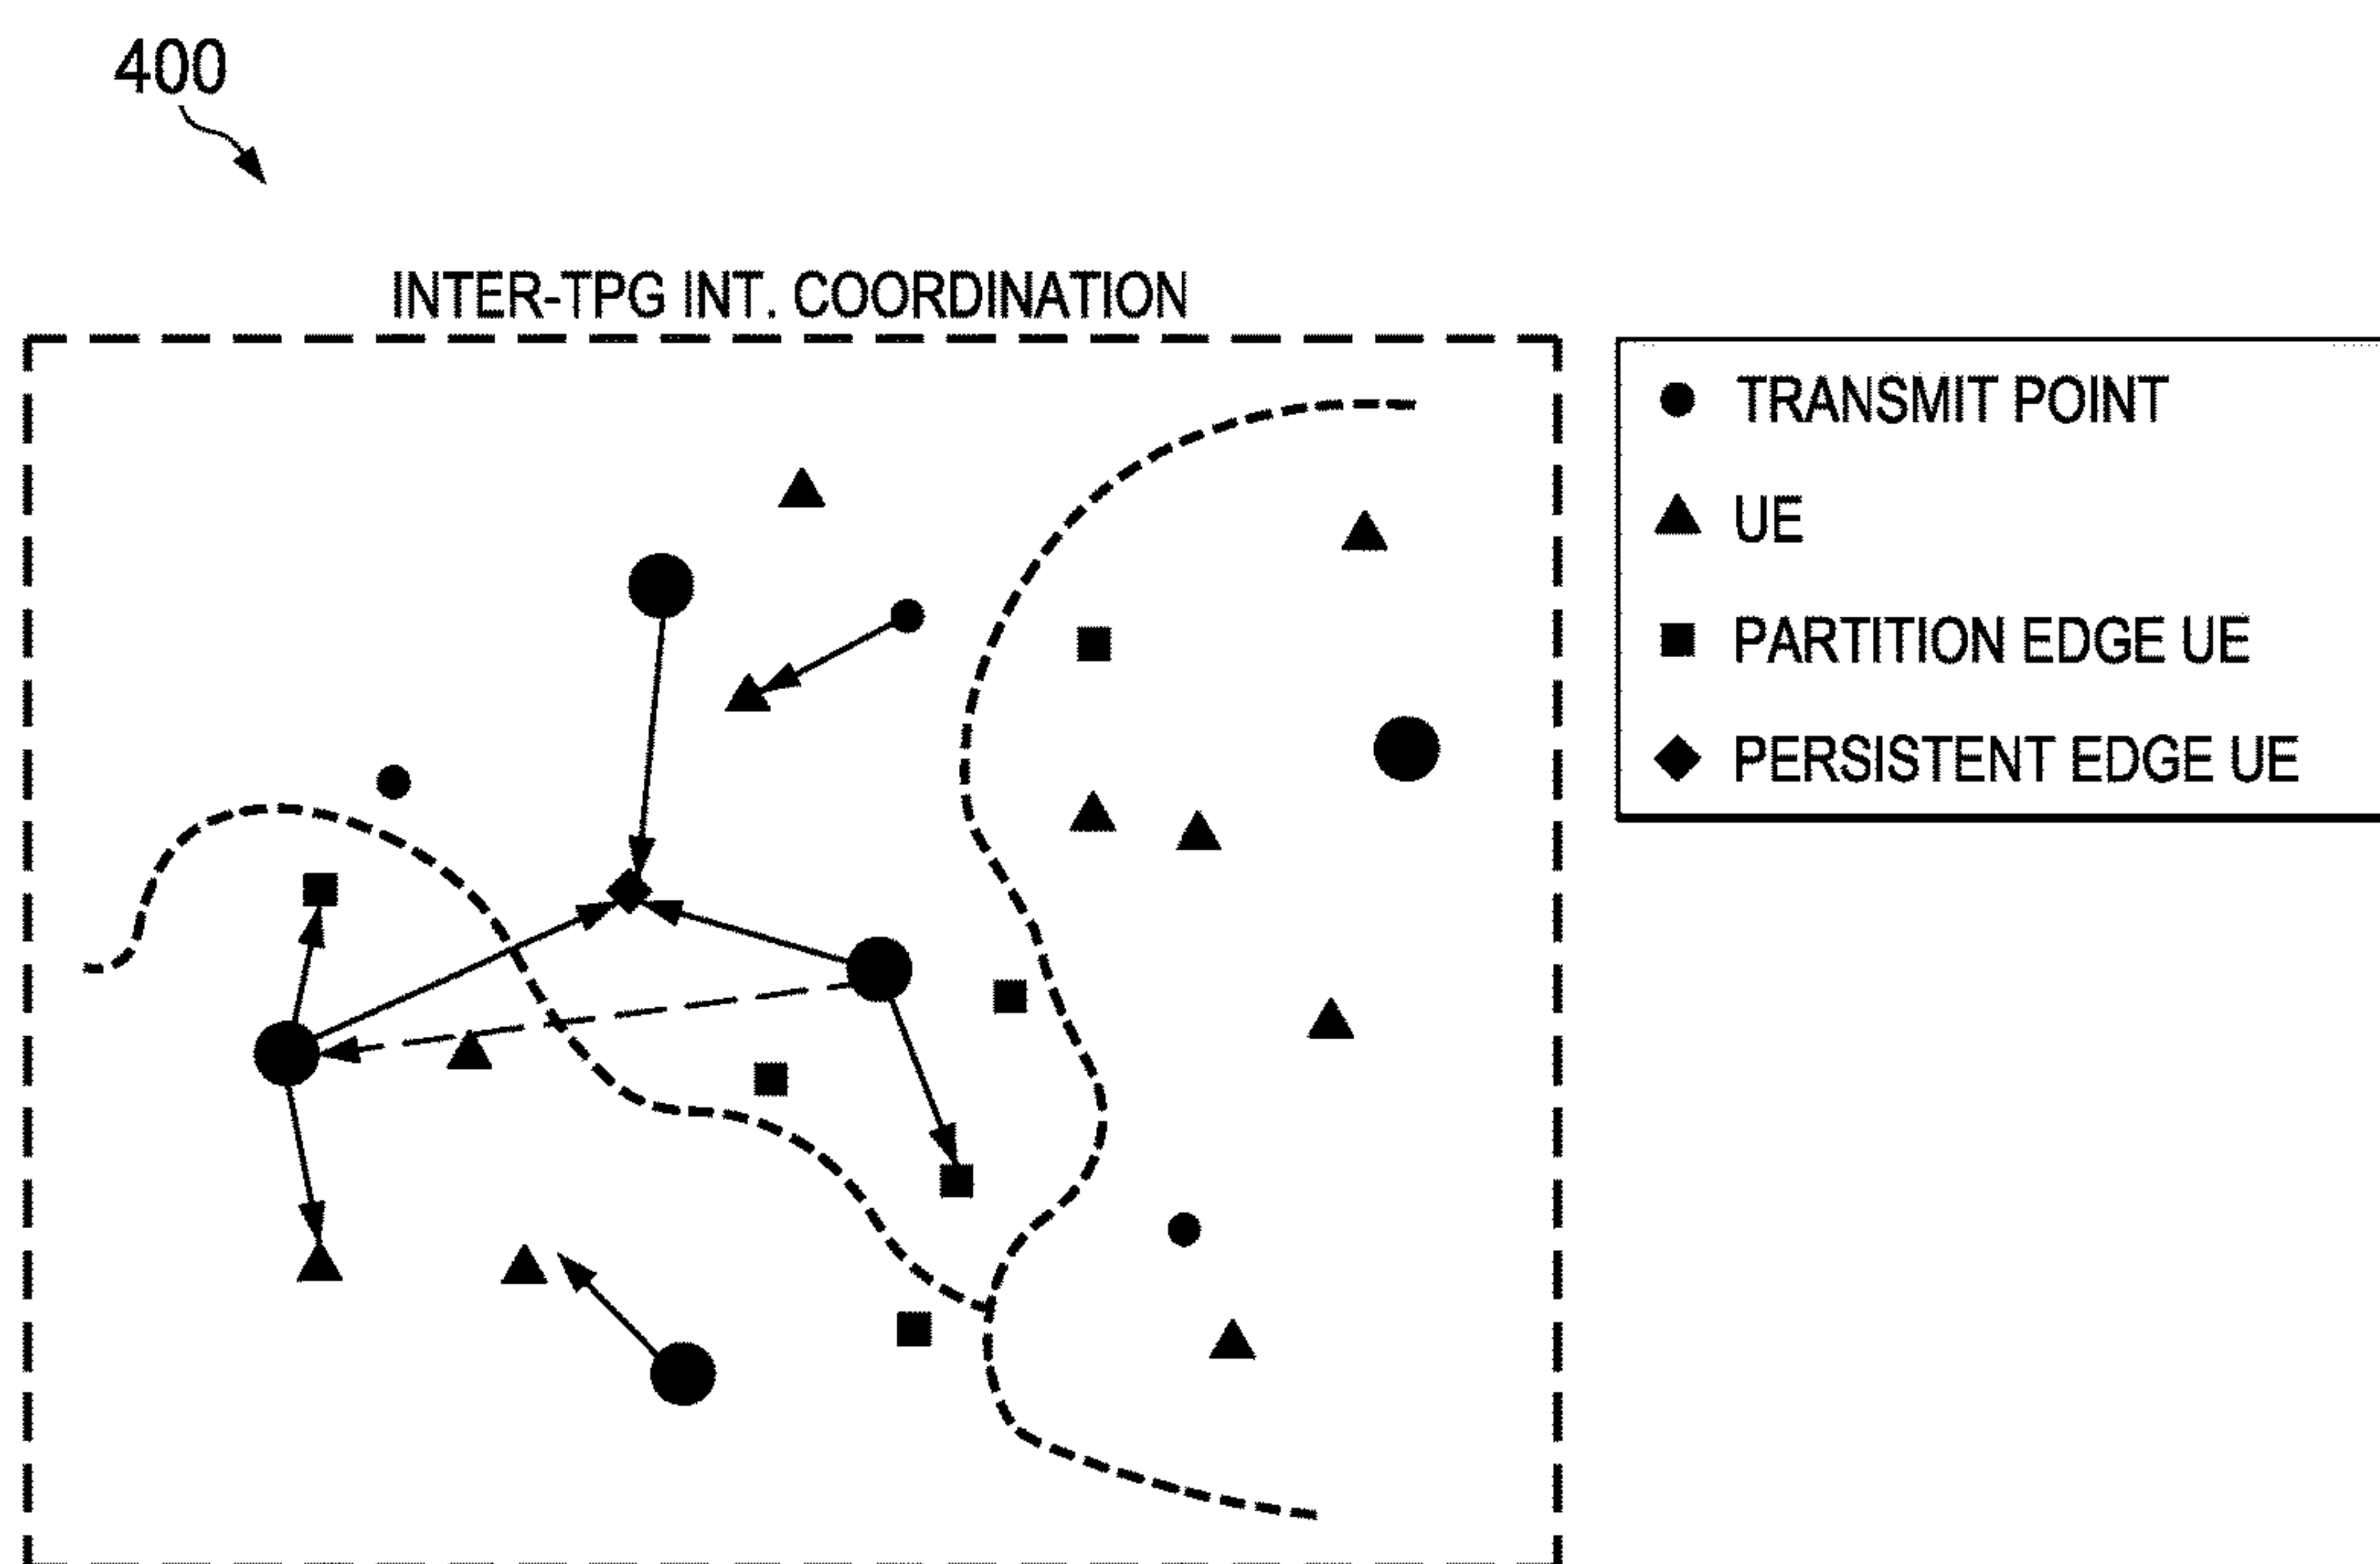 400
INTER-TPG INT. COORDINATION
TRANSMIT POINT
UE
PARTITION EDGE UE
PERSISTENT EDGE UE